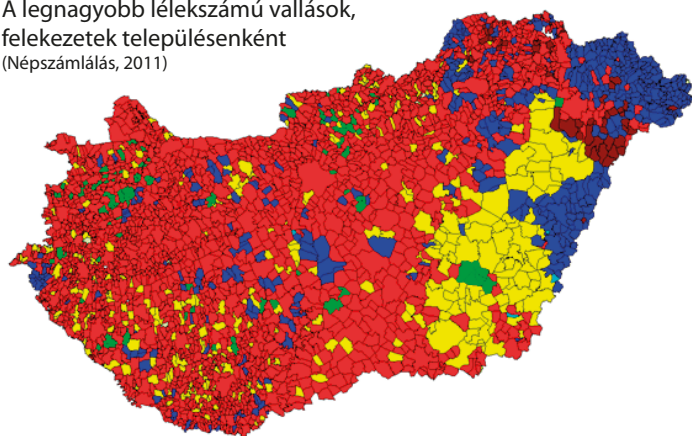 A legnagyobb lélekszámú vallások,
felekezetek településenként
(Népszámlálás, 2011)